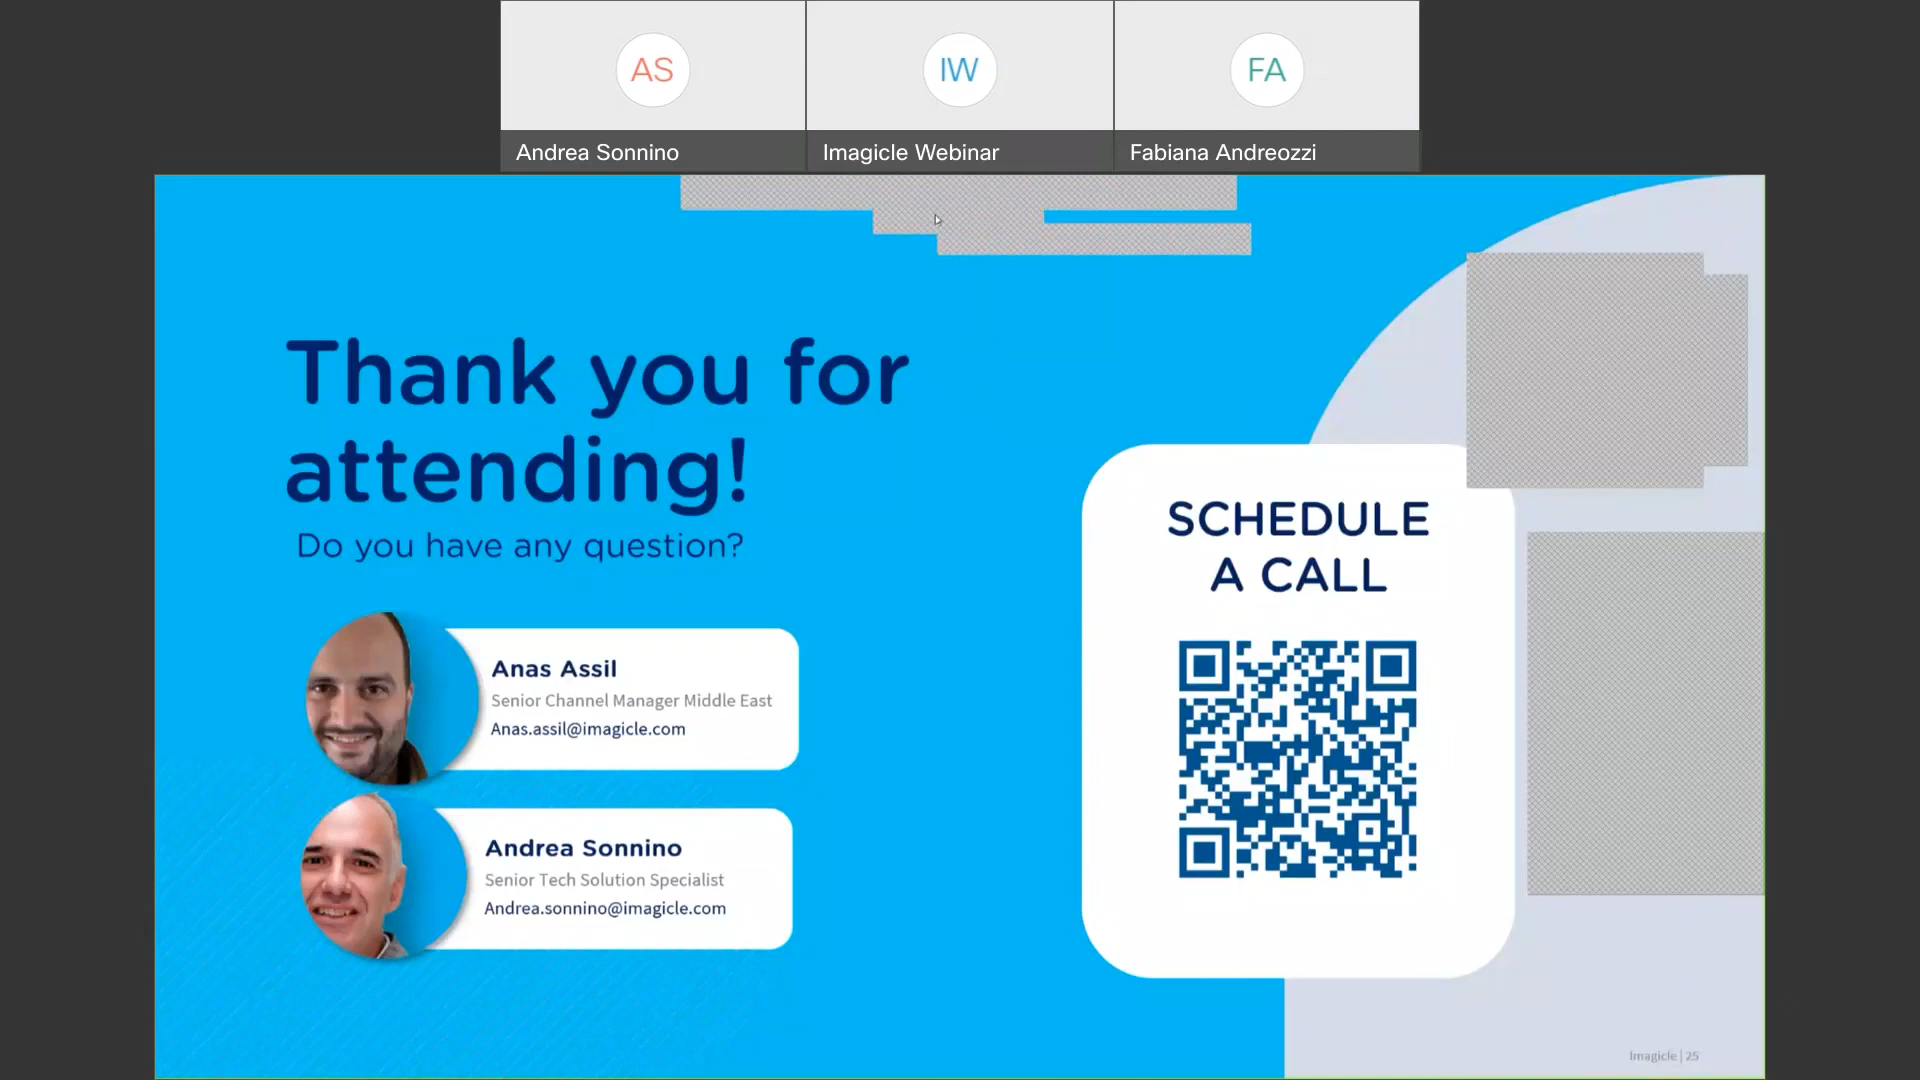 AS
IW
FA
Andrea Sonnino
Imagicle Webinar
Fabiana Andreozzi
Thank you for
attending!
Do you have any question?
SCHEDULE
A CALL
Anas Assil
Senior Channel Manager Middle East
Anas.assil@imagicle.com
Andrea Sonnino
Senior Tech Solution Specialist
Andrea.sonnino@imagicle.com
Imagicle | 25